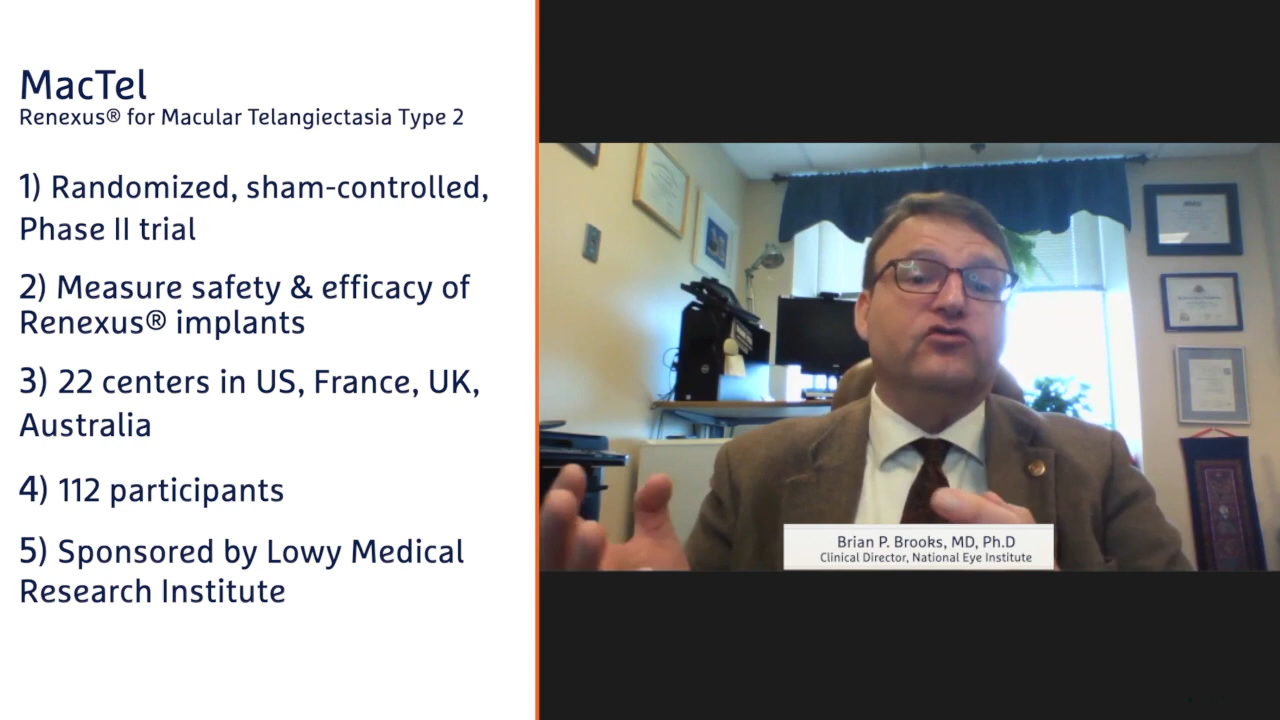 MacTel
Renexus® for Macular Telangiectasia Type 2
1) Randomized, sham-controlled,
Phase II trial
2) Measure safety & efficacy of
Renexus® implants
3) 22 centers in US, France, UK,
Australia
4) 112 participants
5) Sponsored by Lowy Medical
Research Institute
Brian P. Brooks, MD, Ph.D
Clinical Director, National Eye Institute